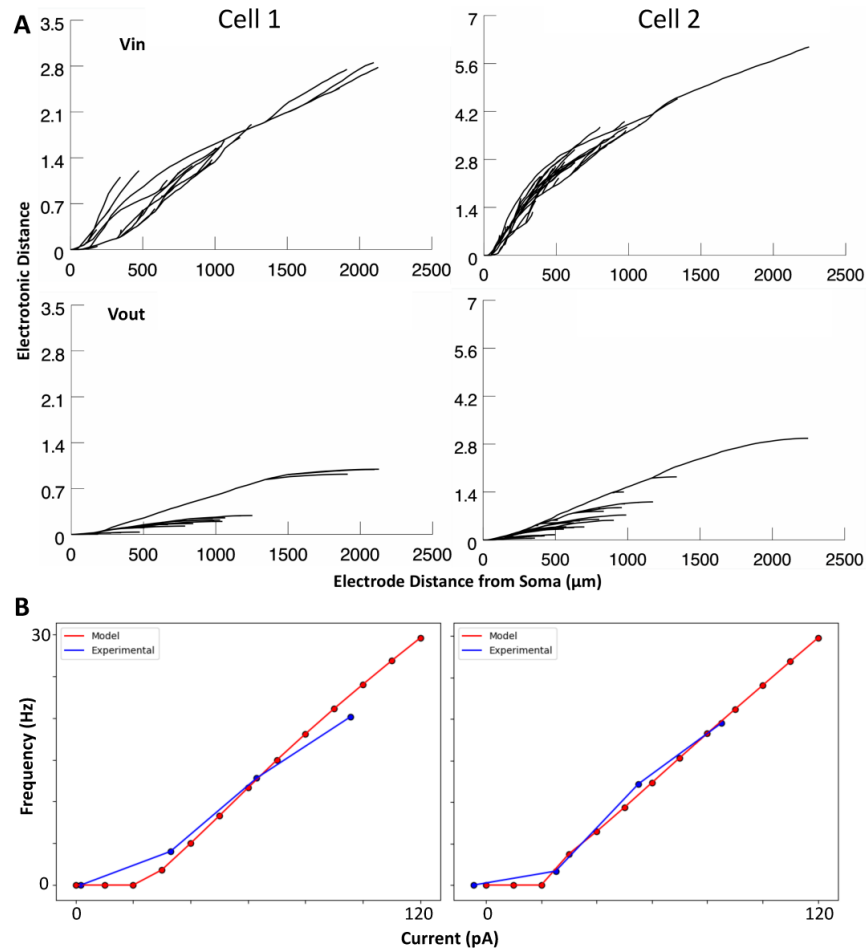 A
Cell 1
Cell 2
Vin
3.5
2.8
2.1
1.4
0.7
0
0 500 1000 1500 2000 2500
7
5.6
4.2
2.8
1.4
0
0 500 1000 1500 2000 2500
Electrotonic Distance
Vout
3.5
2.8
2.1
1.4
0.7
0
0 500 1000 1500 2000 2500
7
5.6
4.2
2.8
1.4
0
0 500 1000 1500 2000 2500
Electrode Distance from Soma (μm)
B
30
Model
Experimental
Model
Experimental
Frequency (Hz)
0
0 120
0 120
Current (pA)